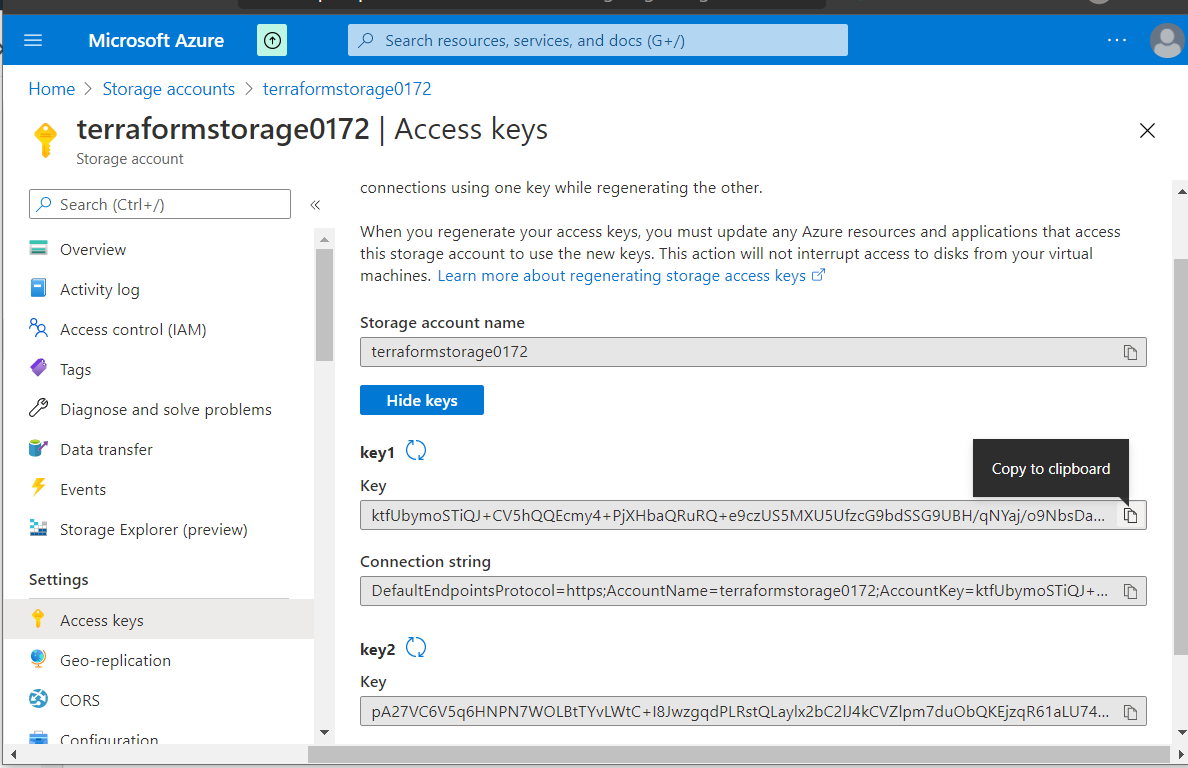 Microsoft Azure
Search resources, services, and docs (G+/)
Home > Storage accounts > terraformstorage0172
terraformstorage0172 | Access keys
Storage account
Search (Ctrl+/)
«
Overview
Activity log
Access control (IAM)
Tags
Diagnose and solve problems
Data transfer
Events
Storage Explorer (preview)
Settings
Access keys
Geo-replication
CORS
Configuration
connections using one key while regenerating the other.
When you regenerate your access keys, you must update any Azure resources and applications that access
this storage account to use the new keys. This action will not interrupt access to disks from your virtual
machines. Learn more about regenerating storage access keys
Storage account name
terraformstorage0172
Hide keys
key1
Copy to clipboard
Key
ktfUbymoSTiQJ+CV5hQQEcmy4+PjXHbaQRuRQ+e9czUS5MXU5UfzcG9bdSSG9UBH/qNYaj/o9NbsDa...
Connection string
DefaultEndpointsProtocol=https;AccountName=terraformstorage0172;AccountKey=ktfUbymoSTiQJ+...
key2
Key